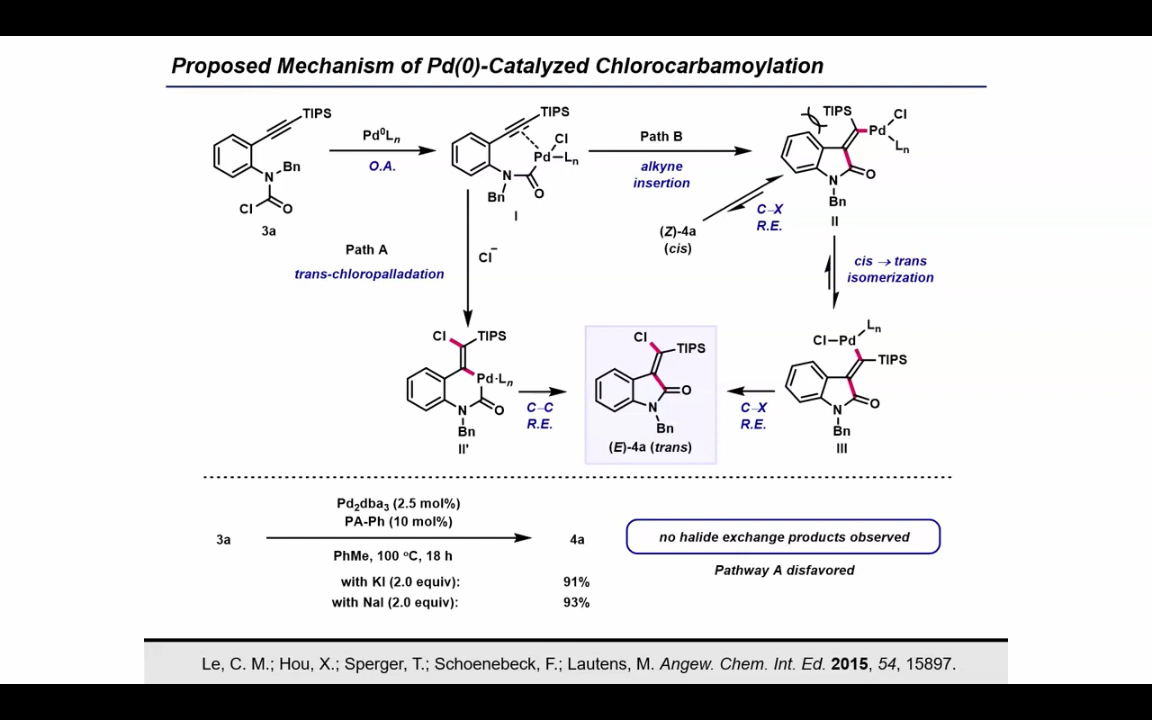 Proposed Mechanism of Pd(0)-Catalyzed Chlorocarbamoylation
TIPS
N
Bn
Cl
O
3a
Pd⁰Lₙ
O.A.
TIPS
Cl
Pd
Lₙ
N
O
Bn
I
Path B
alkyne
insertion
TIPS
Cl
Pd
Lₙ
O
N
Bn
II
(Z)-4a
(cis)
C–X
R.E.
Path A
trans-chloropalladation
Cl⁻
cis → trans
isomerization
Cl
TIPS
Pd·Lₙ
N
O
Bn
II'
C–C
R.E.
Cl
TIPS
O
N
Bn
(E)-4a (trans)
C–X
R.E.
Lₙ
Cl–Pd
TIPS
N
O
Bn
III
3a
Pd₂dba₃ (2.5 mol%)
PA-Ph (10 mol%)
PhMe, 100 ºC, 18 h
4a
with KI (2.0 equiv): 91%
with NaI (2.0 equiv): 93%
no halide exchange products observed
Pathway A disfavored
Le, C. M.; Hou, X.; Sperger, T.; Schoenebeck, F.; Lautens, M. Angew. Chem. Int. Ed. 2015, 54, 15897.